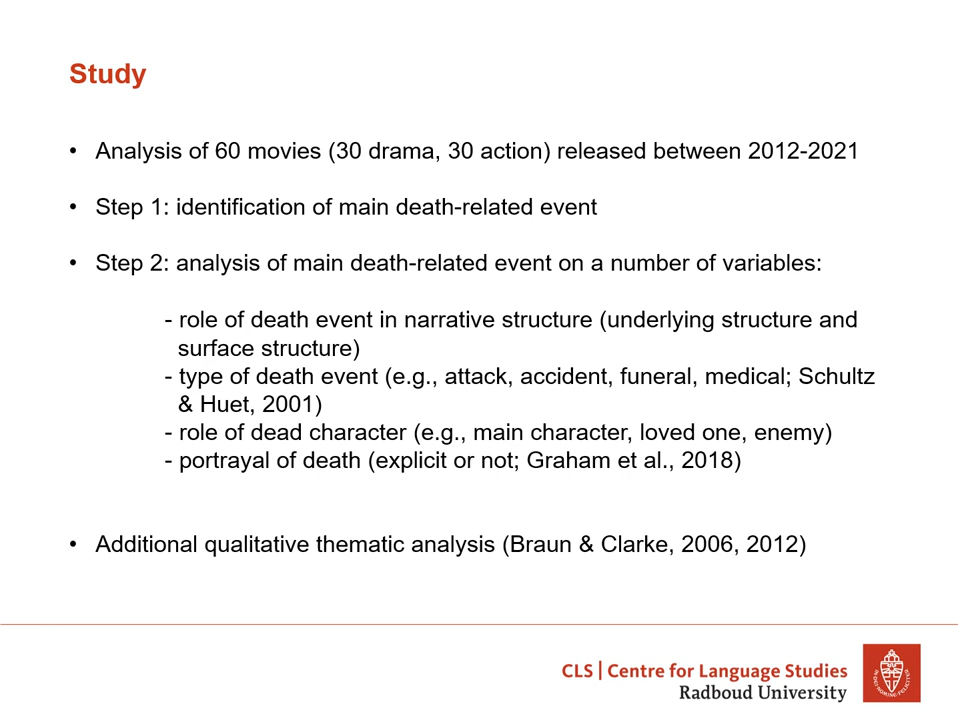 Study
• Analysis of 60 movies (30 drama, 30 action) released between 2012-2021
• Step 1: identification of main death-related event
• Step 2: analysis of main death-related event on a number of variables:
- role of death event in narrative structure (underlying structure and
surface structure)
- type of death event (e.g., attack, accident, funeral, medical; Schultz
& Huet, 2001)
- role of dead character (e.g., main character, loved one, enemy)
- portrayal of death (explicit or not; Graham et al., 2018)
• Additional qualitative thematic analysis (Braun & Clarke, 2006, 2012)
CLS | Centre for Language Studies
Radboud University